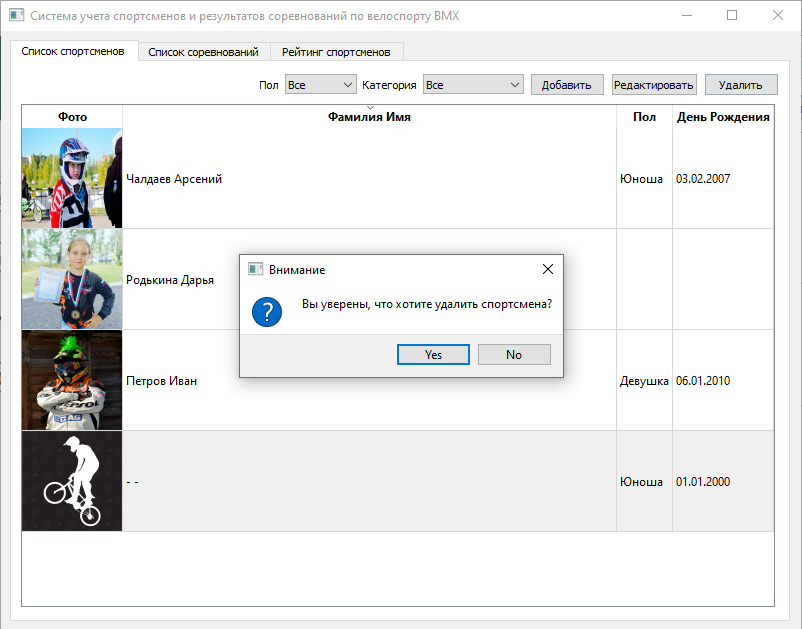 Система учета спортсменов и результатов соревнований по велоспорту BMX
Список спортсменов Список соревнований Рейтинг спортсменов
Пол Все Категория Все Добавить Редактировать Удалить
Фото Фамилия Имя Пол День Рождения
Чалдаев Арсений Юноша 03.02.2007
Родькина Дарья
Внимание
Вы уверены, что хотите удалить спортсмена?
Yes No
Петров Иван Девушка 06.01.2010
- - Юноша 01.01.2000